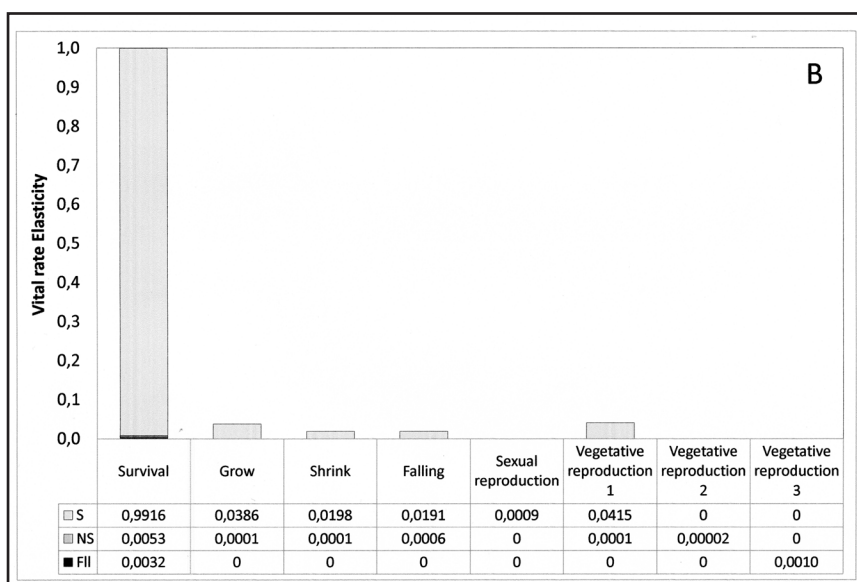 B
Vital rate Elasticity
1,0
0,9
0,8
0,7
0,6
0,5
0,4
0,3
0,2
0,1
0,0
Survival Grow Shrink Falling Sexual reproduction Vegetative reproduction 1 Vegetative reproduction 2 Vegetative reproduction 3
S 0,9916 0,0386 0,0198 0,0191 0,0009 0,0415 0 0
NS 0,0053 0,0001 0,0001 0,0006 0 0,0001 0,00002 0
Fll 0,0032 0 0 0 0 0 0 0,0010